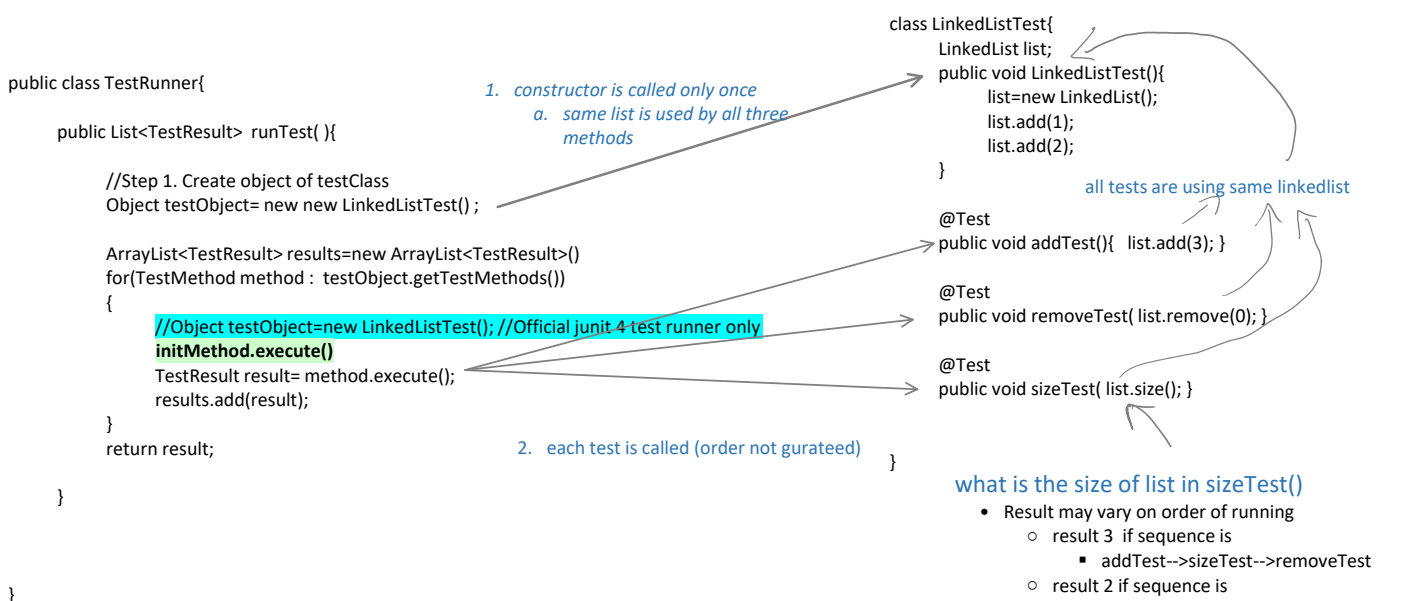 public class TestRunner{
public List<TestResult> runTest( ){
//Step 1. Create object of testClass
Object testObject= new new LinkedListTest() ;
ArrayList<TestResult> results=new ArrayList<TestResult>()
for(TestMethod method : testObject.getTestMethods())
{
//Object testObject=new LinkedListTest(); //Official junit 4 test runner only
initMethod.execute()
TestResult result= method.execute();
results.add(result);
}
return result;
}
}
1. constructor is called only once
a. same list is used by all three
methods
2. each test is called (order not gurateed)
class LinkedListTest{
LinkedList list;
public void LinkedListTest(){
list=new LinkedList();
list.add(1);
list.add(2);
}
all tests are using same linkedlist
@Test
public void addTest(){ list.add(3); }
@Test
public void removeTest( list.remove(0); }
@Test
public void sizeTest( list.size(); }
}
what is the size of list in sizeTest()
• Result may vary on order of running
○ result 3 if sequence is
▪ addTest-->sizeTest-->removeTest
○ result 2 if sequence is